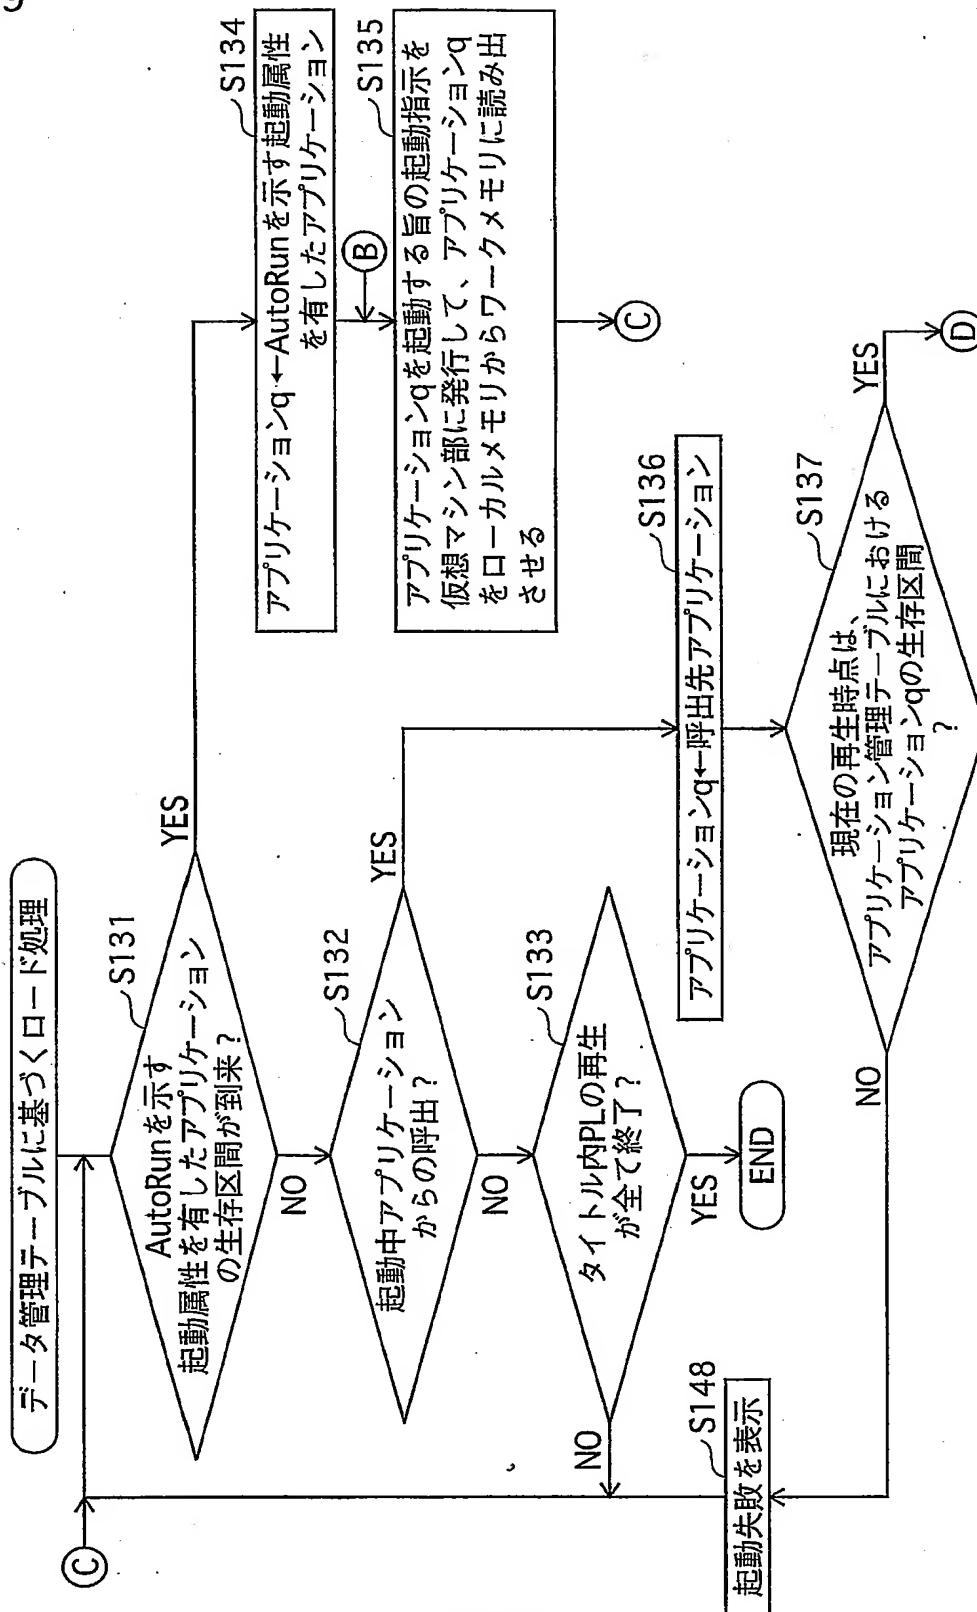 データ管理テーブルに基づくロード処理
C
S131
AutoRunを示す
起動属性を有したアプリケーション
の生存区間が到来？
YES
NO
S132
起動中アプリケーション
からの呼出？
YES
NO
S133
タイトル内PLの再生
が全て終了？
NO
YES
END
S134
アプリケーションq←AutoRunを示す起動属性
を有したアプリケーション
B
S135
アプリケーションqを起動する旨の起動指示を
仮想マシン部に発行して、アプリケーションq
をローカルメモリからワークメモリに読み出
させる
C
S136
アプリケーションq←呼出先アプリケーション
S137
現在の再生時点は、
アプリケーション管理テーブルにおける
アプリケーションqの生存区間
？
YES
D
NO
S148
起動失敗を表示